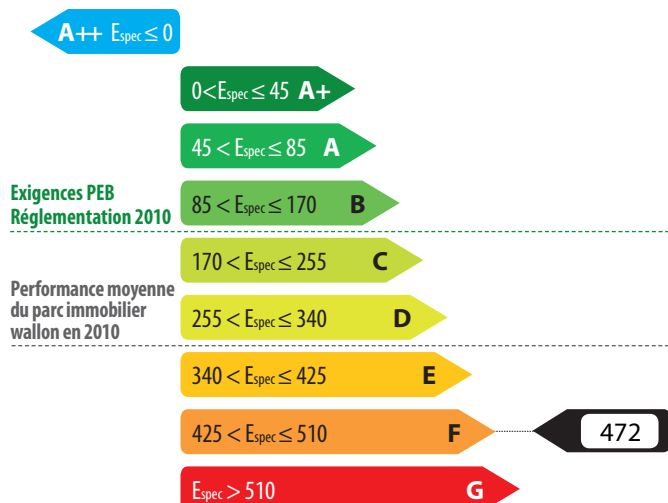 A++ Espec ≤ 0
0 < Espec ≤ 45 A+
45 < Espec ≤ 85 A
Exigences PEB
Réglementation 2010
85 < Espec ≤ 170 B
170 < Espec ≤ 255 C
Performance moyenne
du parc immobilier
wallon en 2010
255 < Espec ≤ 340 D
340 < Espec ≤ 425 E
425 < Espec ≤ 510 F
472
Espec > 510 G